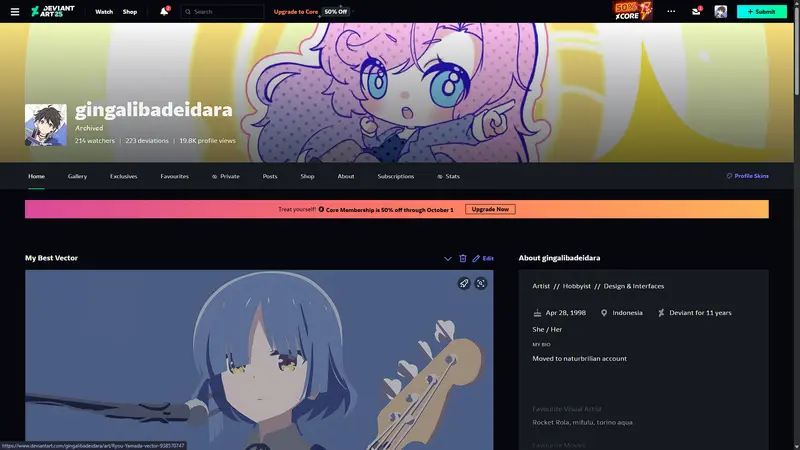 DEVIANT ART 25
Watch
Shop
2
Search
Upgrade to Core
50% Off
50% CORE
Submit
gingalibadeidara
Archived
214 watchers | 223 deviations | 19.8K profile views
Home
Gallery
Exclusives
Favourites
Private
Posts
Shop
About
Subscriptions
Stats
Profile Skins
Treat yourself! Core Membership is 50% off through October 1
Upgrade Now
My Best Vector
Edit
About gingalibadeidara
Artist // Hobbyist // Design & Interfaces
Apr 28, 1998
Indonesia
Deviant for 11 years
She / Her
MY BIO
Moved to naturbrilian account
Favourite Visual Artist
Rocket Rola, mifutu, torino aqua
Favourite Movies
https://www.deviantart.com/gingalibadeidara/art/Ryou-Yamada-vector-938570747